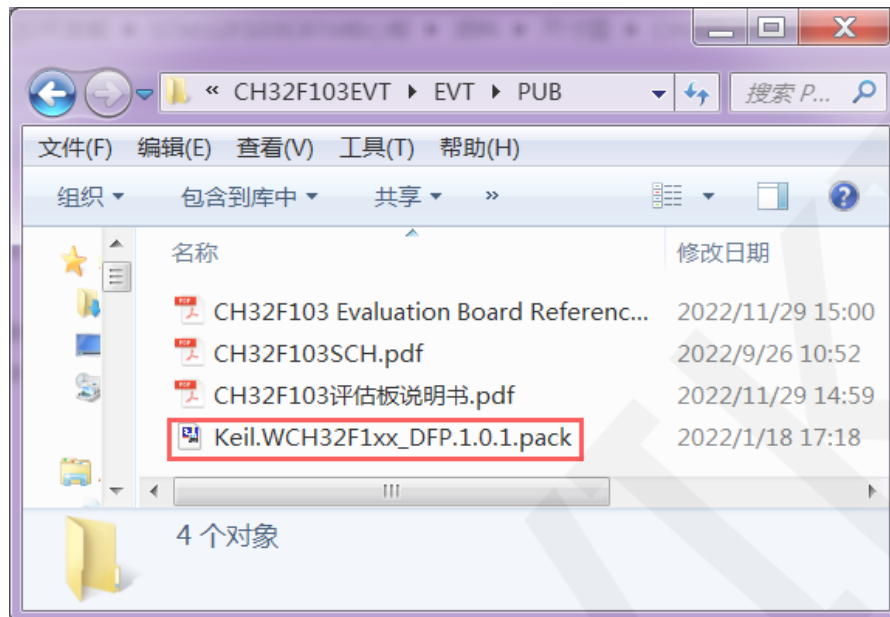 « CH32F103EVT ▸ EVT ▸ PUB
搜索 P...
文件(F) 编辑(E) 查看(V) 工具(T) 帮助(H)
组织 包含到库中 共享 »
名称 修改日期
CH32F103 Evaluation Board Referenc... 2022/11/29 15:00
CH32F103SCH.pdf 2022/9/26 10:52
CH32F103评估板说明书.pdf 2022/11/29 14:59
Keil.WCH32F1xx_DFP.1.0.1.pack 2022/1/18 17:18
4 个对象